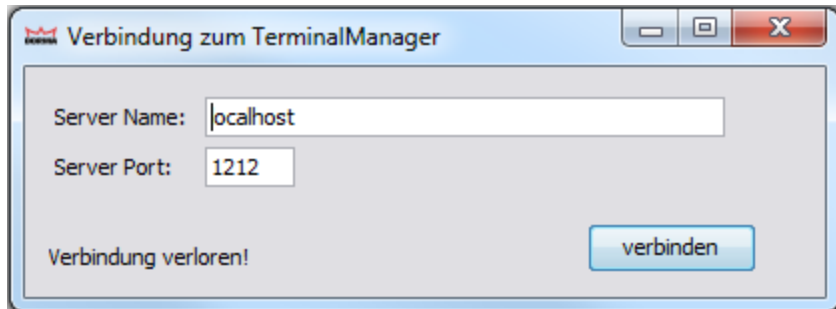 Verbindung zum TerminalManager
Server Name: localhost
Server Port: 1212
Verbindung verloren!
verbinden